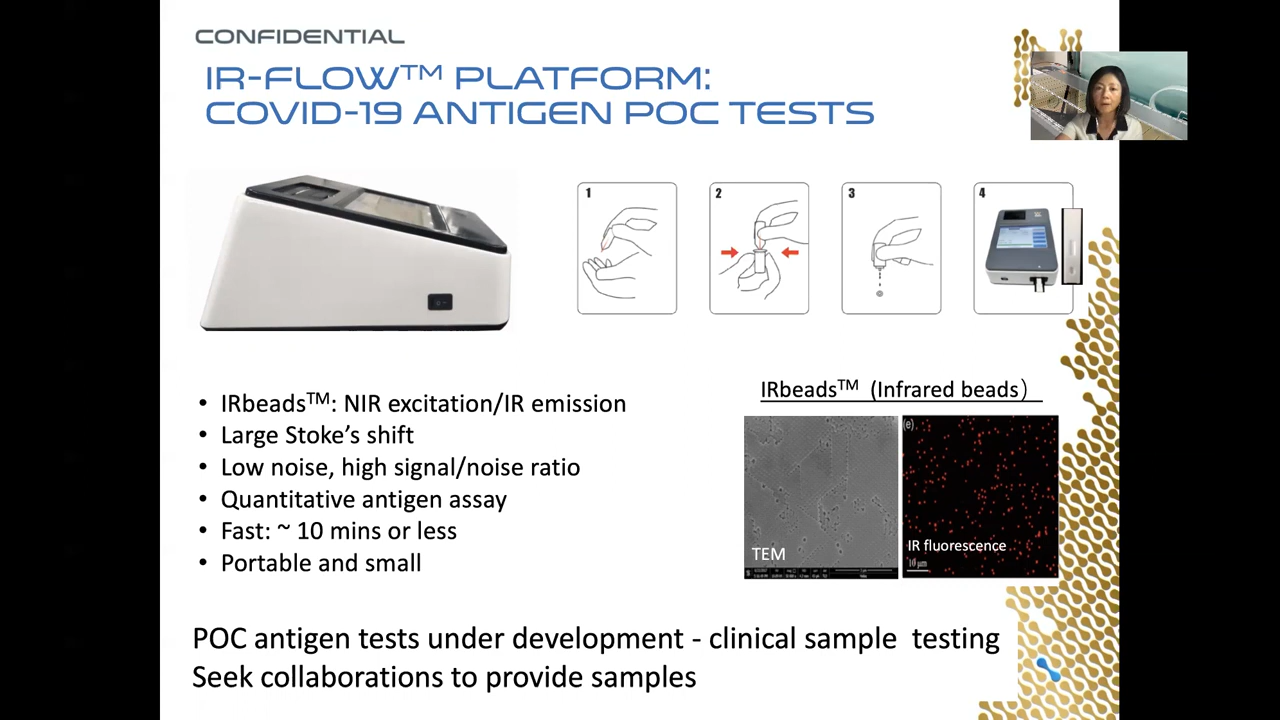 CONFIDENTIAL
IR-FLOW™ PLATFORM:
COVID-19 ANTIGEN POC TESTS
1
2
3
4
• IRbeads™: NIR excitation/IR emission
• Large Stoke’s shift
• Low noise, high signal/noise ratio
• Quantitative antigen assay
• Fast: ~ 10 mins or less
• Portable and small
IRbeads™ (Infrared beads）
TEM
(e)
IR fluorescence
10 μm
POC antigen tests under development - clinical sample testing
Seek collaborations to provide samples